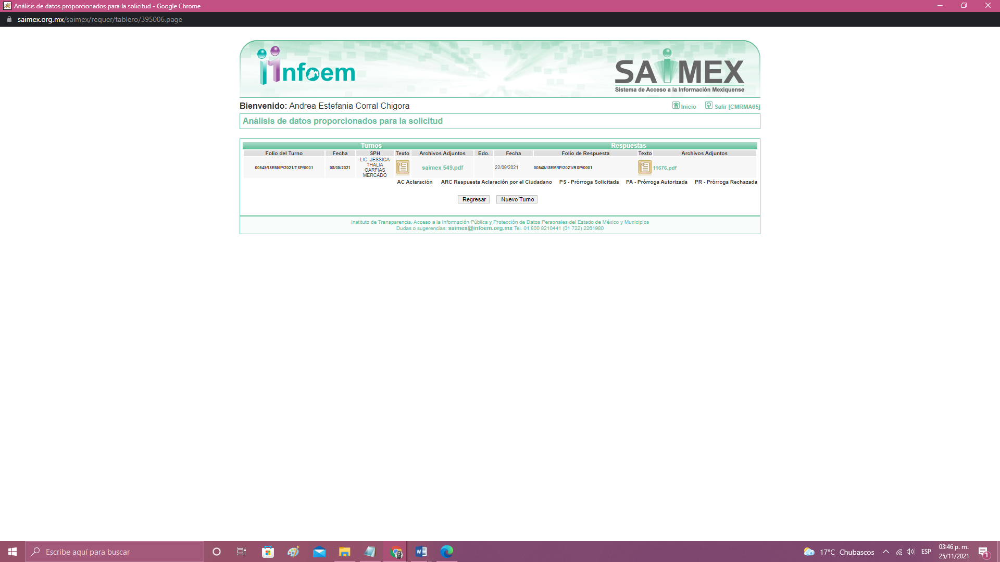 Análisis de datos proporcionados para la solicitud - Google Chrome
saimex.org.mx/saimex/requer/tablero/395006.page
infoem
SAIMEX
Sistema de Acceso a la Información Mexiquense
Bienvenido: Andrea Estefania Corral Chigora
Inicio Salir [CMRMA65]
Análisis de datos proporcionados para la solicitud
Turnos Respuestas
Folio del Turno Fecha SPH Texto Archivos Adjuntos Edo. Fecha Folio de Respuesta Texto Archivos Adjuntos
00549/ISEM/IP/2021/TSP/0001 08/09/2021 LIC. JESSICA THALIA GARFIAS MERCADO saimex 549.pdf 22/09/2021 00549/ISEM/IP/2021/RSP/0001 11676.pdf
AC Aclaración ARC Respuesta Aclaración por el Ciudadano PS - Prórroga Solicitada PA - Prórroga Autorizada PR - Prórroga Rechazada
Regresar Nuevo Turno
Instituto de Transparencia, Acceso a la Información Pública y Protección de Datos Personales del Estado de México y Municipios
Dudas o sugerencias: saimex@infoem.org.mx Tel. 01 800 8210441 (01 722) 2261980
Escribe aquí para buscar
17°C Chubascos
ESP
03:46 p. m.
25/11/2021
1